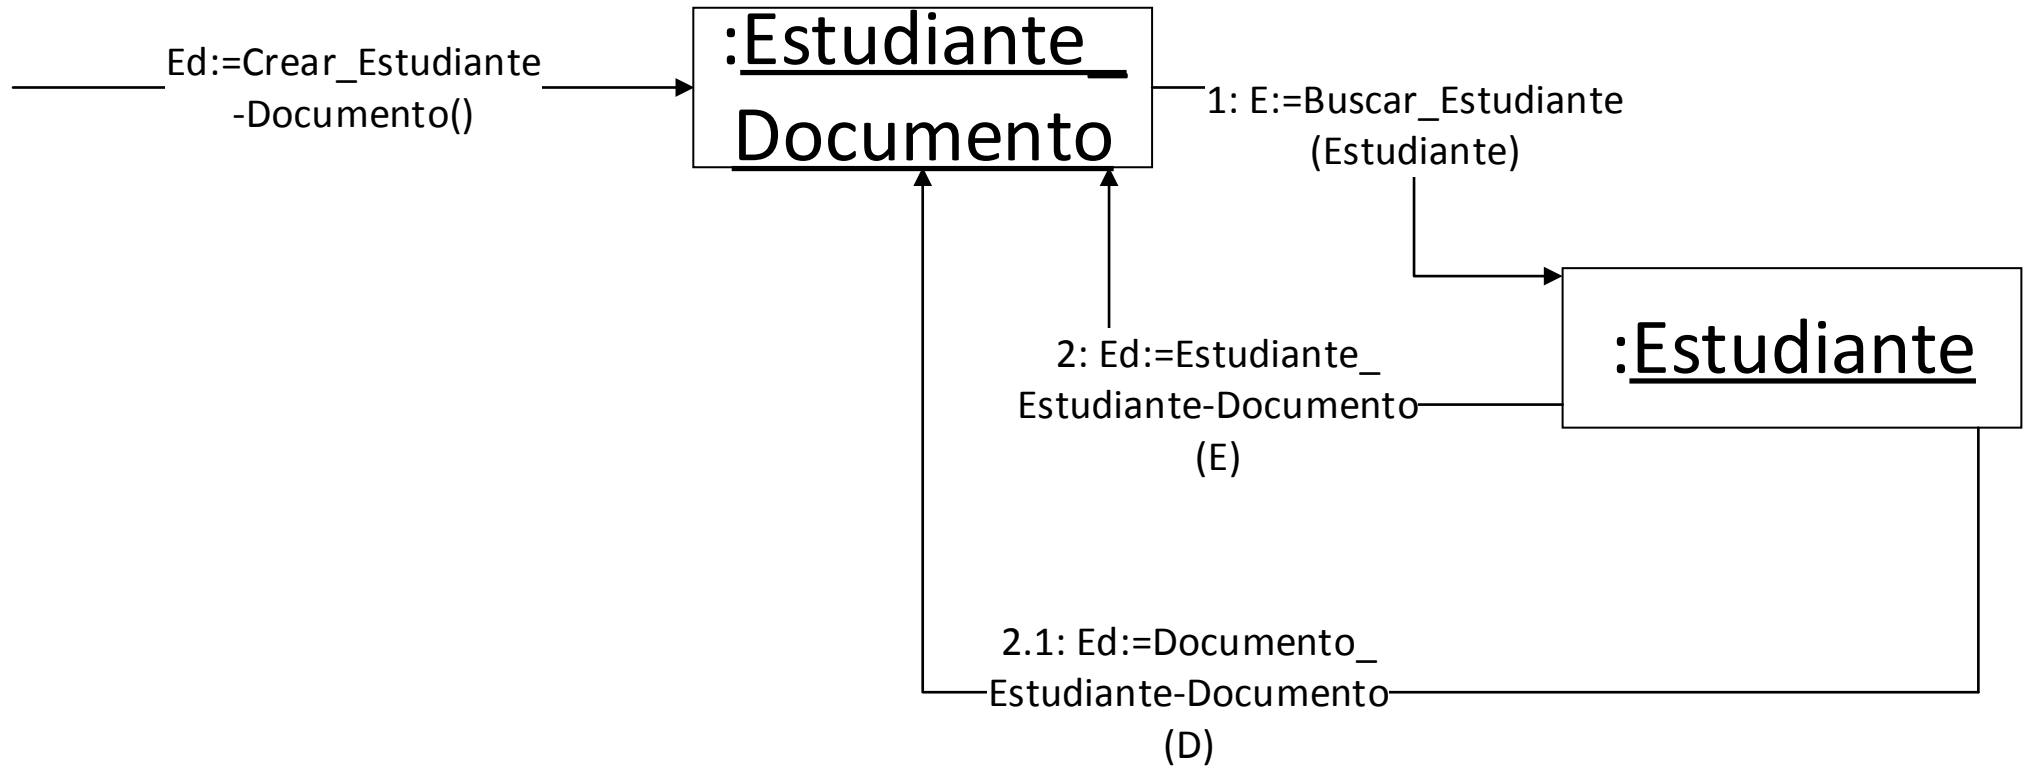 Ed:=Crear_Estudiante
-Documento()
:Estudiante_
Documento
1: E:=Buscar_Estudiante
(Estudiante)
:Estudiante
2: Ed:=Estudiante_
Estudiante-Documento
(E)
2.1: Ed:=Documento_
Estudiante-Documento
(D)